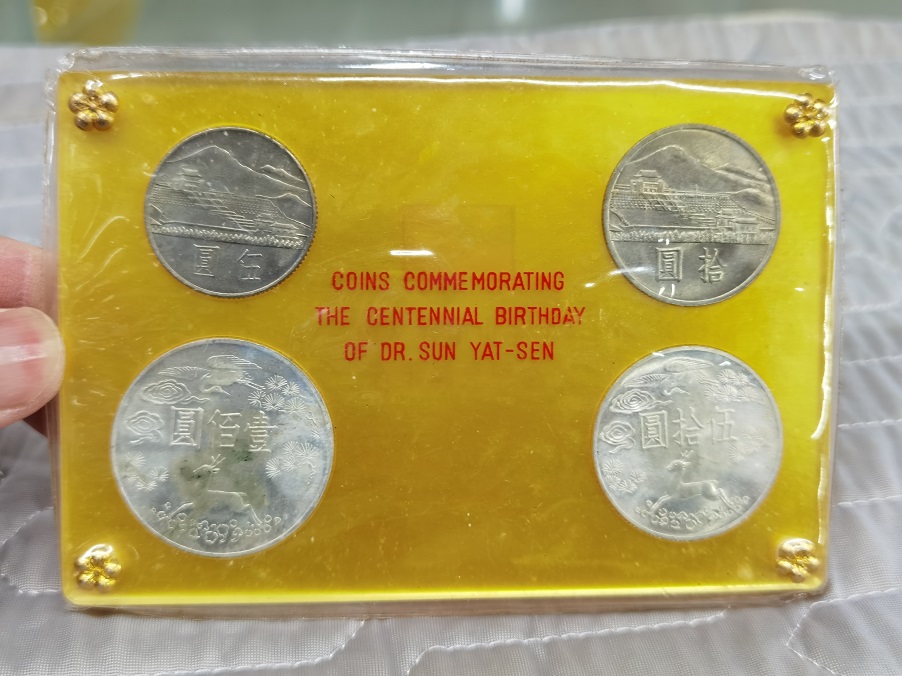 伍圓
拾圓
COINS COMMEMORATING
THE CENTENNIAL BIRTHDAY
OF DR. SUN YAT-SEN
壹佰圓
伍拾圓